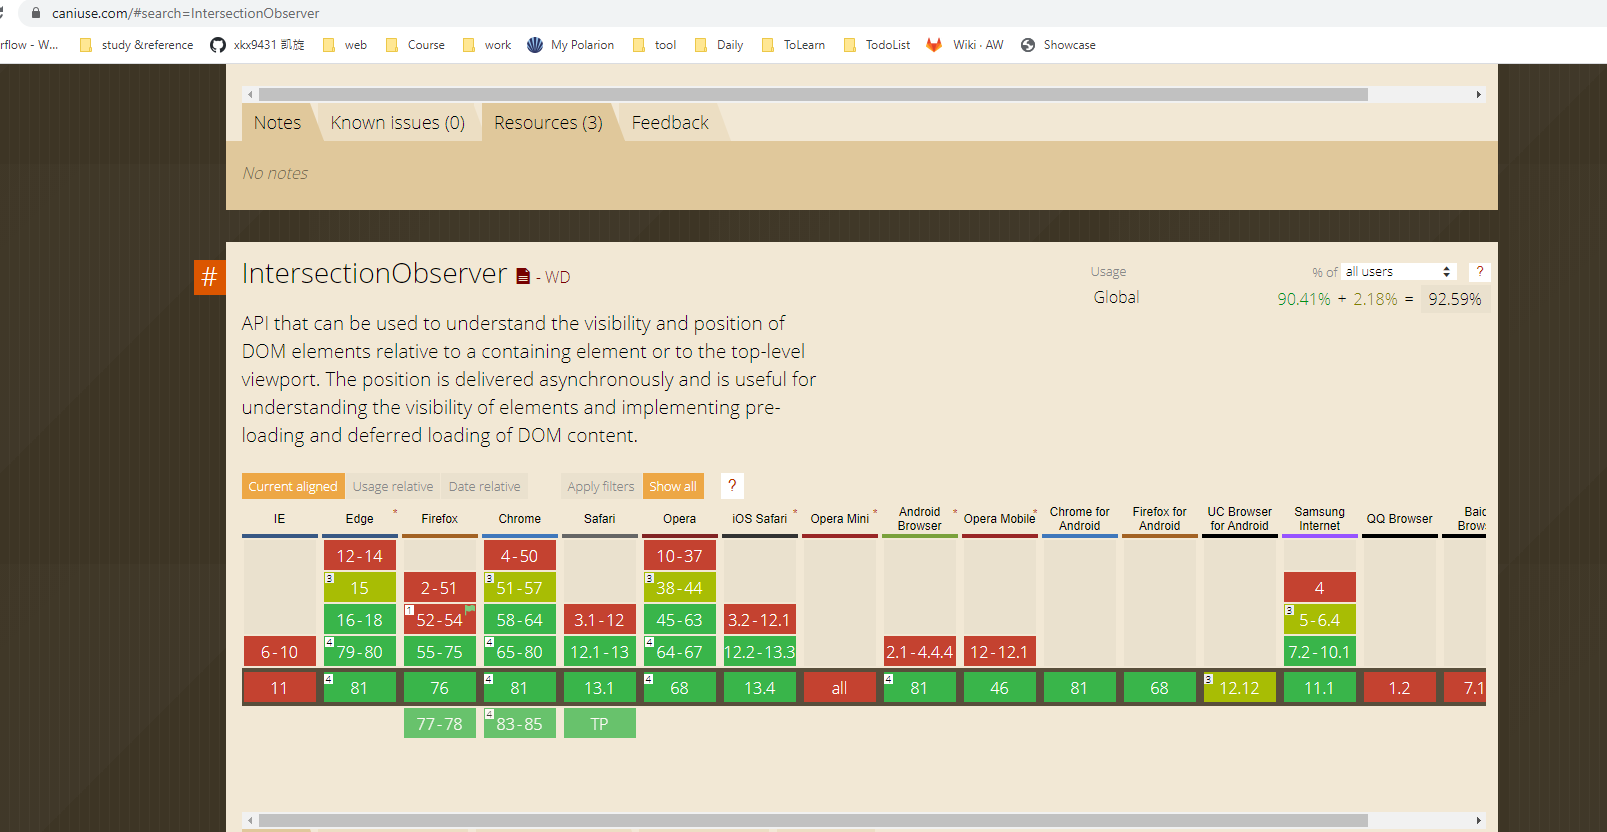 caniuse.com/#search=IntersectionObserver
rflow - W... study &reference xkx9431 凯旋 web Course work My Polarion tool Daily ToLearn TodoList Wiki · AW Showcase
Notes Known issues (0) Resources (3) Feedback
No notes
# IntersectionObserver - WD
Usage % of all users ?
Global 90.41% + 2.18% = 92.59%
API that can be used to understand the visibility and position of
DOM elements relative to a containing element or to the top-level
viewport. The position is delivered asynchronously and is useful for
understanding the visibility of elements and implementing pre-
loading and deferred loading of DOM content.
Current aligned Usage relative Date relative Apply filters Show all ?
IE Edge * Firefox Chrome Safari Opera iOS Safari * Opera Mini * Android Browser * Opera Mobile * Chrome for Android Firefox for Android UC Browser for Android Samsung Internet QQ Browser Baid Brows
12-14 4-50 10-37
3 15 2-51 3 51-57 3 38-44 4
16-18 1 52-54 58-64 3.1-12 45-63 3.2-12.1 3 5-6.4
6-10 4 79-80 55-75 4 65-80 12.1-13 4 64-67 12.2-13.3 2.1-4.4.4 12-12.1 7.2-10.1
11 4 81 76 4 81 13.1 4 68 13.4 all 4 81 46 81 68 3 12.12 11.1 1.2 7.1
77-78 4 83-85 TP